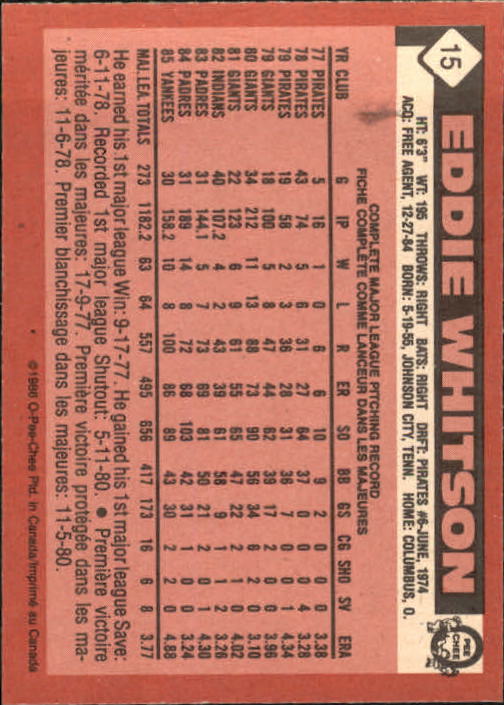 15
EDDIE WHITSON
O PEE CHEE
HT: 6'3" WT: 195 THROWS: RIGHT BATS: RIGHT DRFT: PIRATES #6-JUNE, 1974
ACQ: FREE AGENT, 12-27-84 BORN: 5-19-55, JOHNSON CITY, TENN. HOME: COLUMBUS, O.
COMPLETE MAJOR LEAGUE PITCHING RECORD
FICHE COMPLÈTE COMME LANCEUR DANS LES MAJEURES
YR CLUB G IP W L R ER SO BB GS CG SHO SV ERA
77 PIRATES 5 16 1 0 6 6 10 9 2 0 0 0 3.38
78 PIRATES 43 74 5 6 31 27 64 37 0 0 0 4 3.28
79 PIRATES 19 58 2 3 36 28 31 36 7 0 0 1 4.34
79 GIANTS 18 100 5 8 47 44 62 39 17 2 0 0 3.96
80 GIANTS 34 212 11 13 88 73 90 56 34 6 2 0 3.10
81 GIANTS 22 123 6 9 61 55 65 47 22 2 1 0 4.02
82 INDIANS 40 107.2 4 2 43 39 61 58 9 1 1 2 3.26
83 PADRES 31 144.1 5 7 73 69 81 50 21 2 0 1 4.30
84 PADRES 31 189 14 8 72 68 103 42 31 1 0 0 3.24
85 YANKEES 30 158.2 10 8 100 86 89 43 30 2 2 0 4.88
MAJ. LEA. TOTALS 273 1182.2 63 64 557 495 656 417 173 16 6 8 3.77
He earned his 1st major league Win: 9-17-77. He gained his 1st major league Save:
6-11-78. Recorded 1st major league Shutout: 5-11-80. ● Première victoire
méritée dans les majeures: 17-9-77. Première victoire protégée dans les ma-
jeures: 11-6-78. Premier blanchissage dans les majeures: 11-5-80.
©1986 O-Pee-Chee Ptd. in Canada/Imprimé au Canada